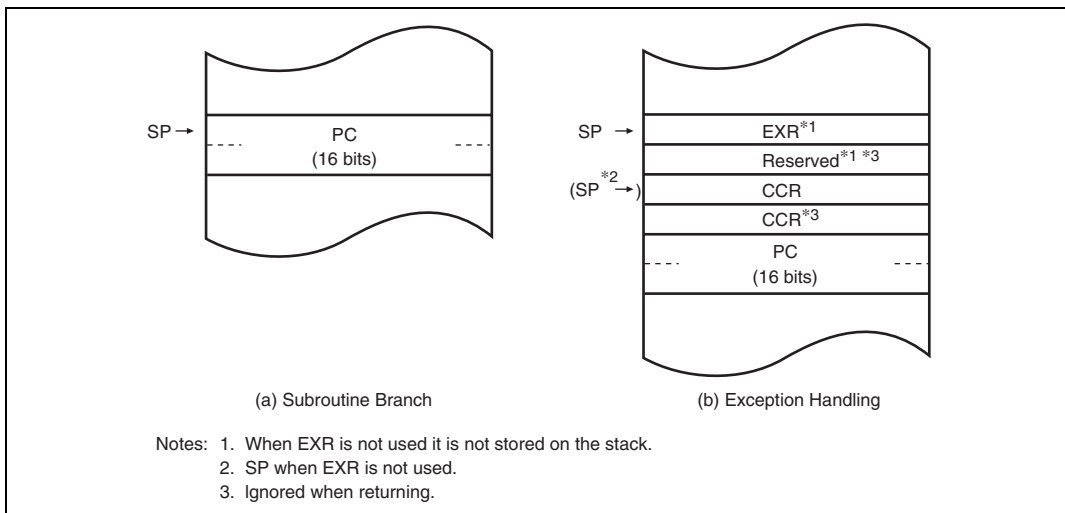 SP →
PC
(16 bits)
(a) Subroutine Branch
SP →
EXR*1
Reserved*1 *3
(SP*2 →)
CCR
CCR*3
PC
(16 bits)
(b) Exception Handling
Notes: 1. When EXR is not used it is not stored on the stack.
2. SP when EXR is not used.
3. Ignored when returning.